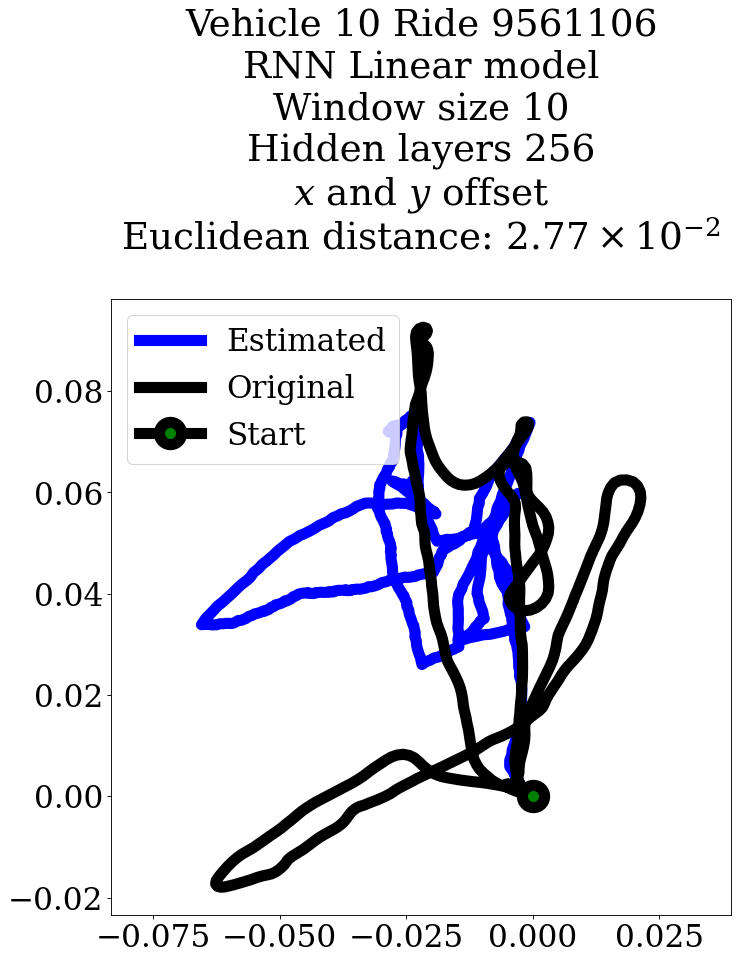 Vehicle 10 Ride 9561106
RNN Linear model
Window size 10
Hidden layers 256
x and y offset
Euclidean distance: 2.77 × 10⁻²
Estimated
Original
Start
0.08
0.06
0.04
0.02
0.00
−0.02
−0.075 −0.050 −0.025 0.000 0.025